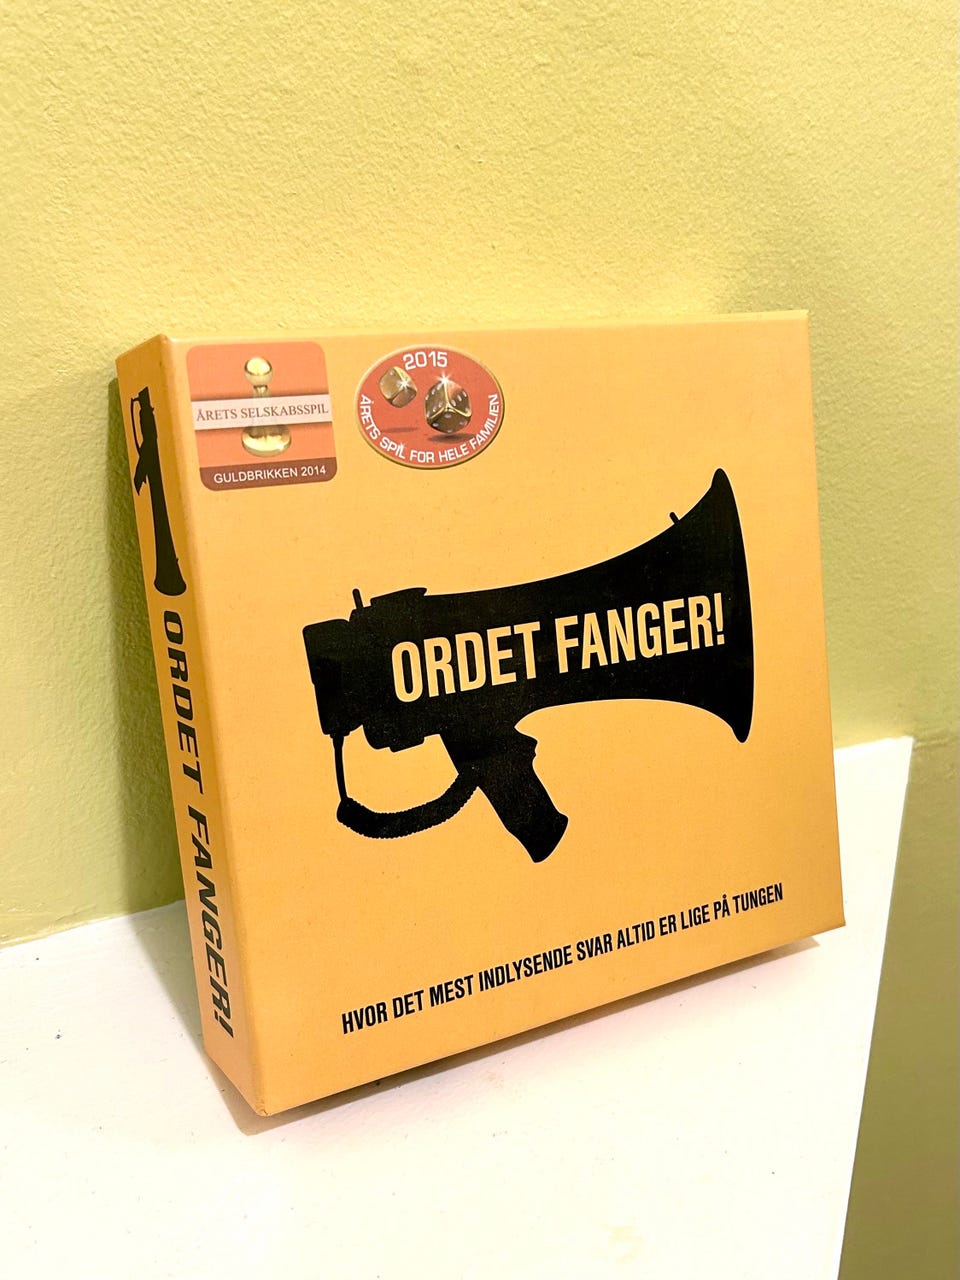 ÅRETS SELSKABSSPIL
GULDBRIKKEN 2014
2015
ÅRETS SPIL FOR HELE FAMILIEN
ORDET FANGER!
ORDET FANGER!
HVOR DET MEST INDLYSENDE SVAR ALTID ER LIGE PÅ TUNGEN